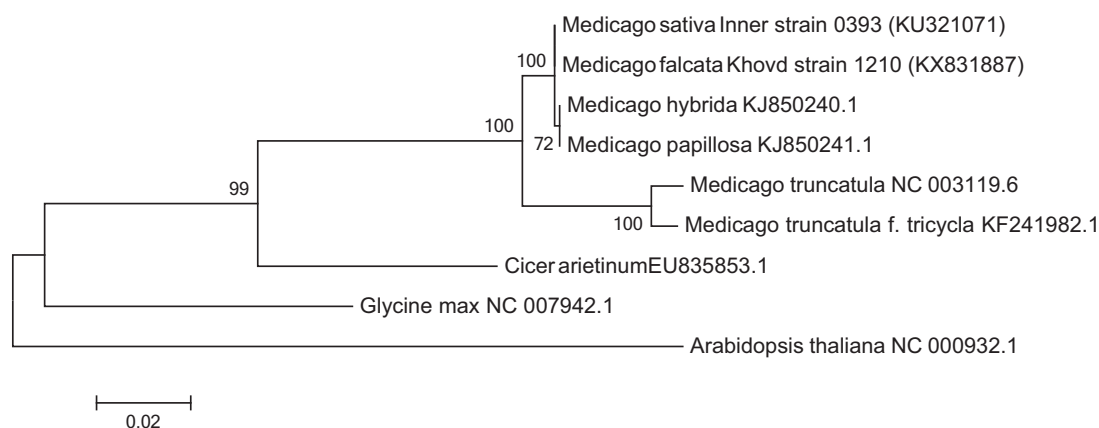 Medicago sativa Inner strain 0393 (KU321071)
100
Medicago falcata Khovd strain 1210 (KX831887)
Medicago hybrida KJ850240.1
100
72
Medicago papillosa KJ850241.1
99
Medicago truncatula NC 003119.6
100
Medicago truncatula f. tricycla KF241982.1
Cicer arietinumEU835853.1
Glycine max NC 007942.1
Arabidopsis thaliana NC 000932.1
0.02